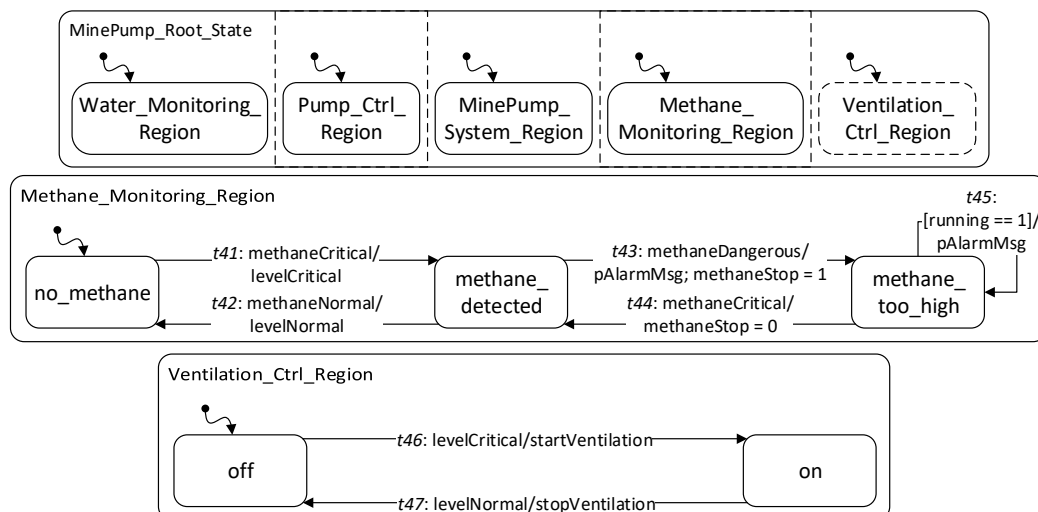 MinePump_Root_State
Water_Monitoring_
Region
Pump_Ctrl_
Region
MinePump_
System_Region
Methane_
Monitoring_Region
Ventilation_
Ctrl_Region
Methane_Monitoring_Region
no_methane
t41: methaneCritical/
levelCritical
t42: methaneNormal/
levelNormal
methane_
detected
t43: methaneDangerous/
pAlarmMsg; methaneStop = 1
t44: methaneCritical/
methaneStop = 0
t45:
[running == 1]/
pAlarmMsg
methane_
too_high
Ventilation_Ctrl_Region
off
t46: levelCritical/startVentilation
t47: levelNormal/stopVentilation
on